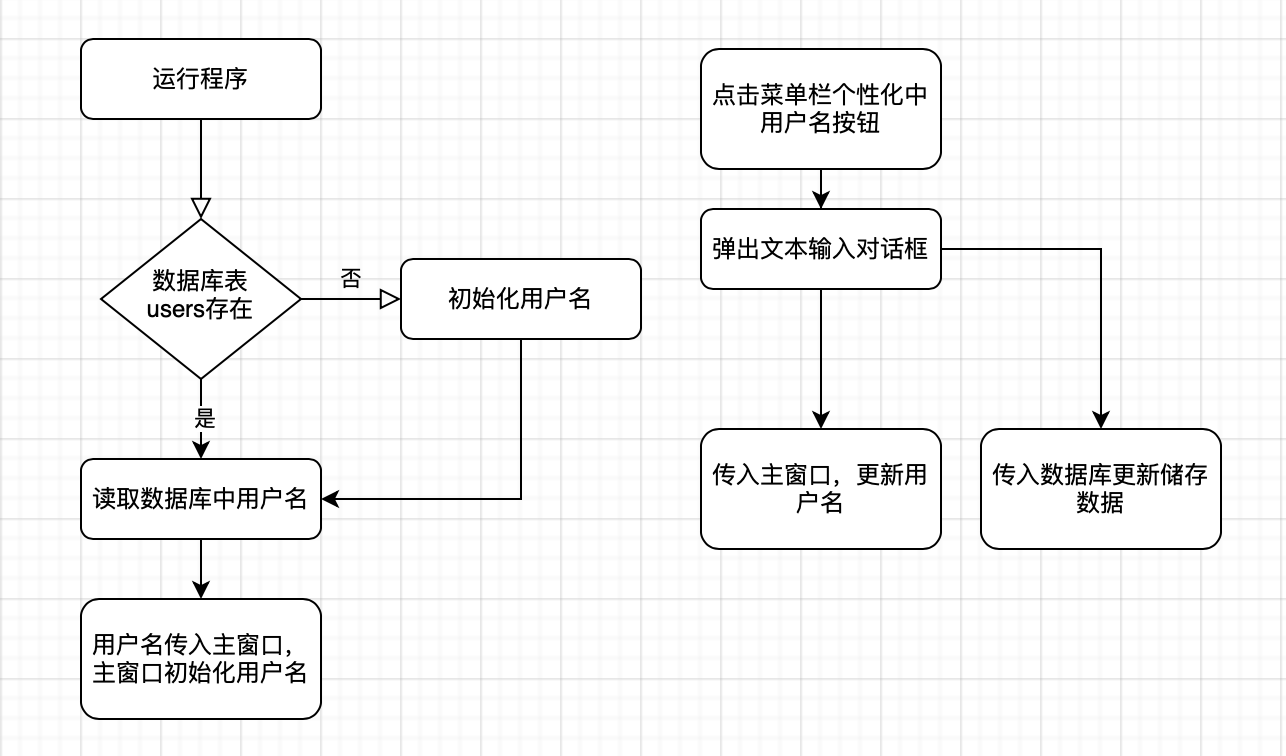 运行程序
数据库表
users存在
否
初始化用户名
是
读取数据库中用户名
用户名传入主窗口，
主窗口初始化用户名
点击菜单栏个性化中
用户名按钮
弹出文本输入对话框
传入主窗口，更新用
户名
传入数据库更新储存
数据